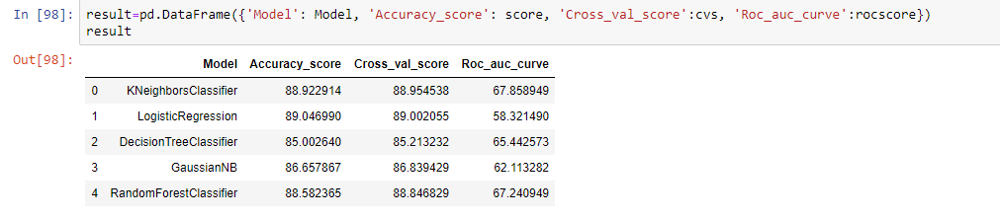 In [98]: result=pd.DataFrame({'Model': Model, 'Accuracy_score': score, 'Cross_val_score':cvs, 'Roc_auc_curve':rocscore})
result
Out[98]:
Model Accuracy_score Cross_val_score Roc_auc_curve
0 KNeighborsClassifier 88.922914 88.954538 67.858949
1 LogisticRegression 89.046990 89.002055 58.321490
2 DecisionTreeClassifier 85.002640 85.213232 65.442573
3 GaussianNB 86.657867 86.839429 62.113282
4 RandomForestClassifier 88.582365 88.846829 67.240949